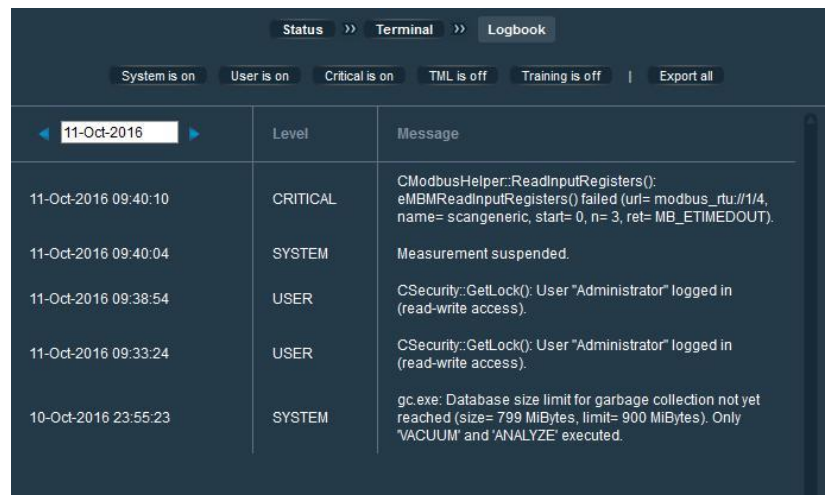 Status » Terminal » Logbook
System is on User is on Critical is on TML is off Training is off | Export all
11-Oct-2016 Level Message
11-Oct-2016 09:40:10 CRITICAL CModbusHelper::ReadInputRegisters():
eMBMReadInputRegisters() failed (url= modbus_rtu://1/4,
name= scangeneric, start= 0, n= 3, ret= MB_ETIMEDOUT).
11-Oct-2016 09:40:04 SYSTEM Measurement suspended.
11-Oct-2016 09:38:54 USER CSecurity::GetLock(): User "Administrator" logged in
(read-write access).
11-Oct-2016 09:33:24 USER CSecurity::GetLock(): User "Administrator" logged in
(read-write access).
10-Oct-2016 23:55:23 SYSTEM gc.exe: Database size limit for garbage collection not yet
reached (size= 799 MiBytes, limit= 900 MiBytes). Only
'VACUUM' and 'ANALYZE' executed.